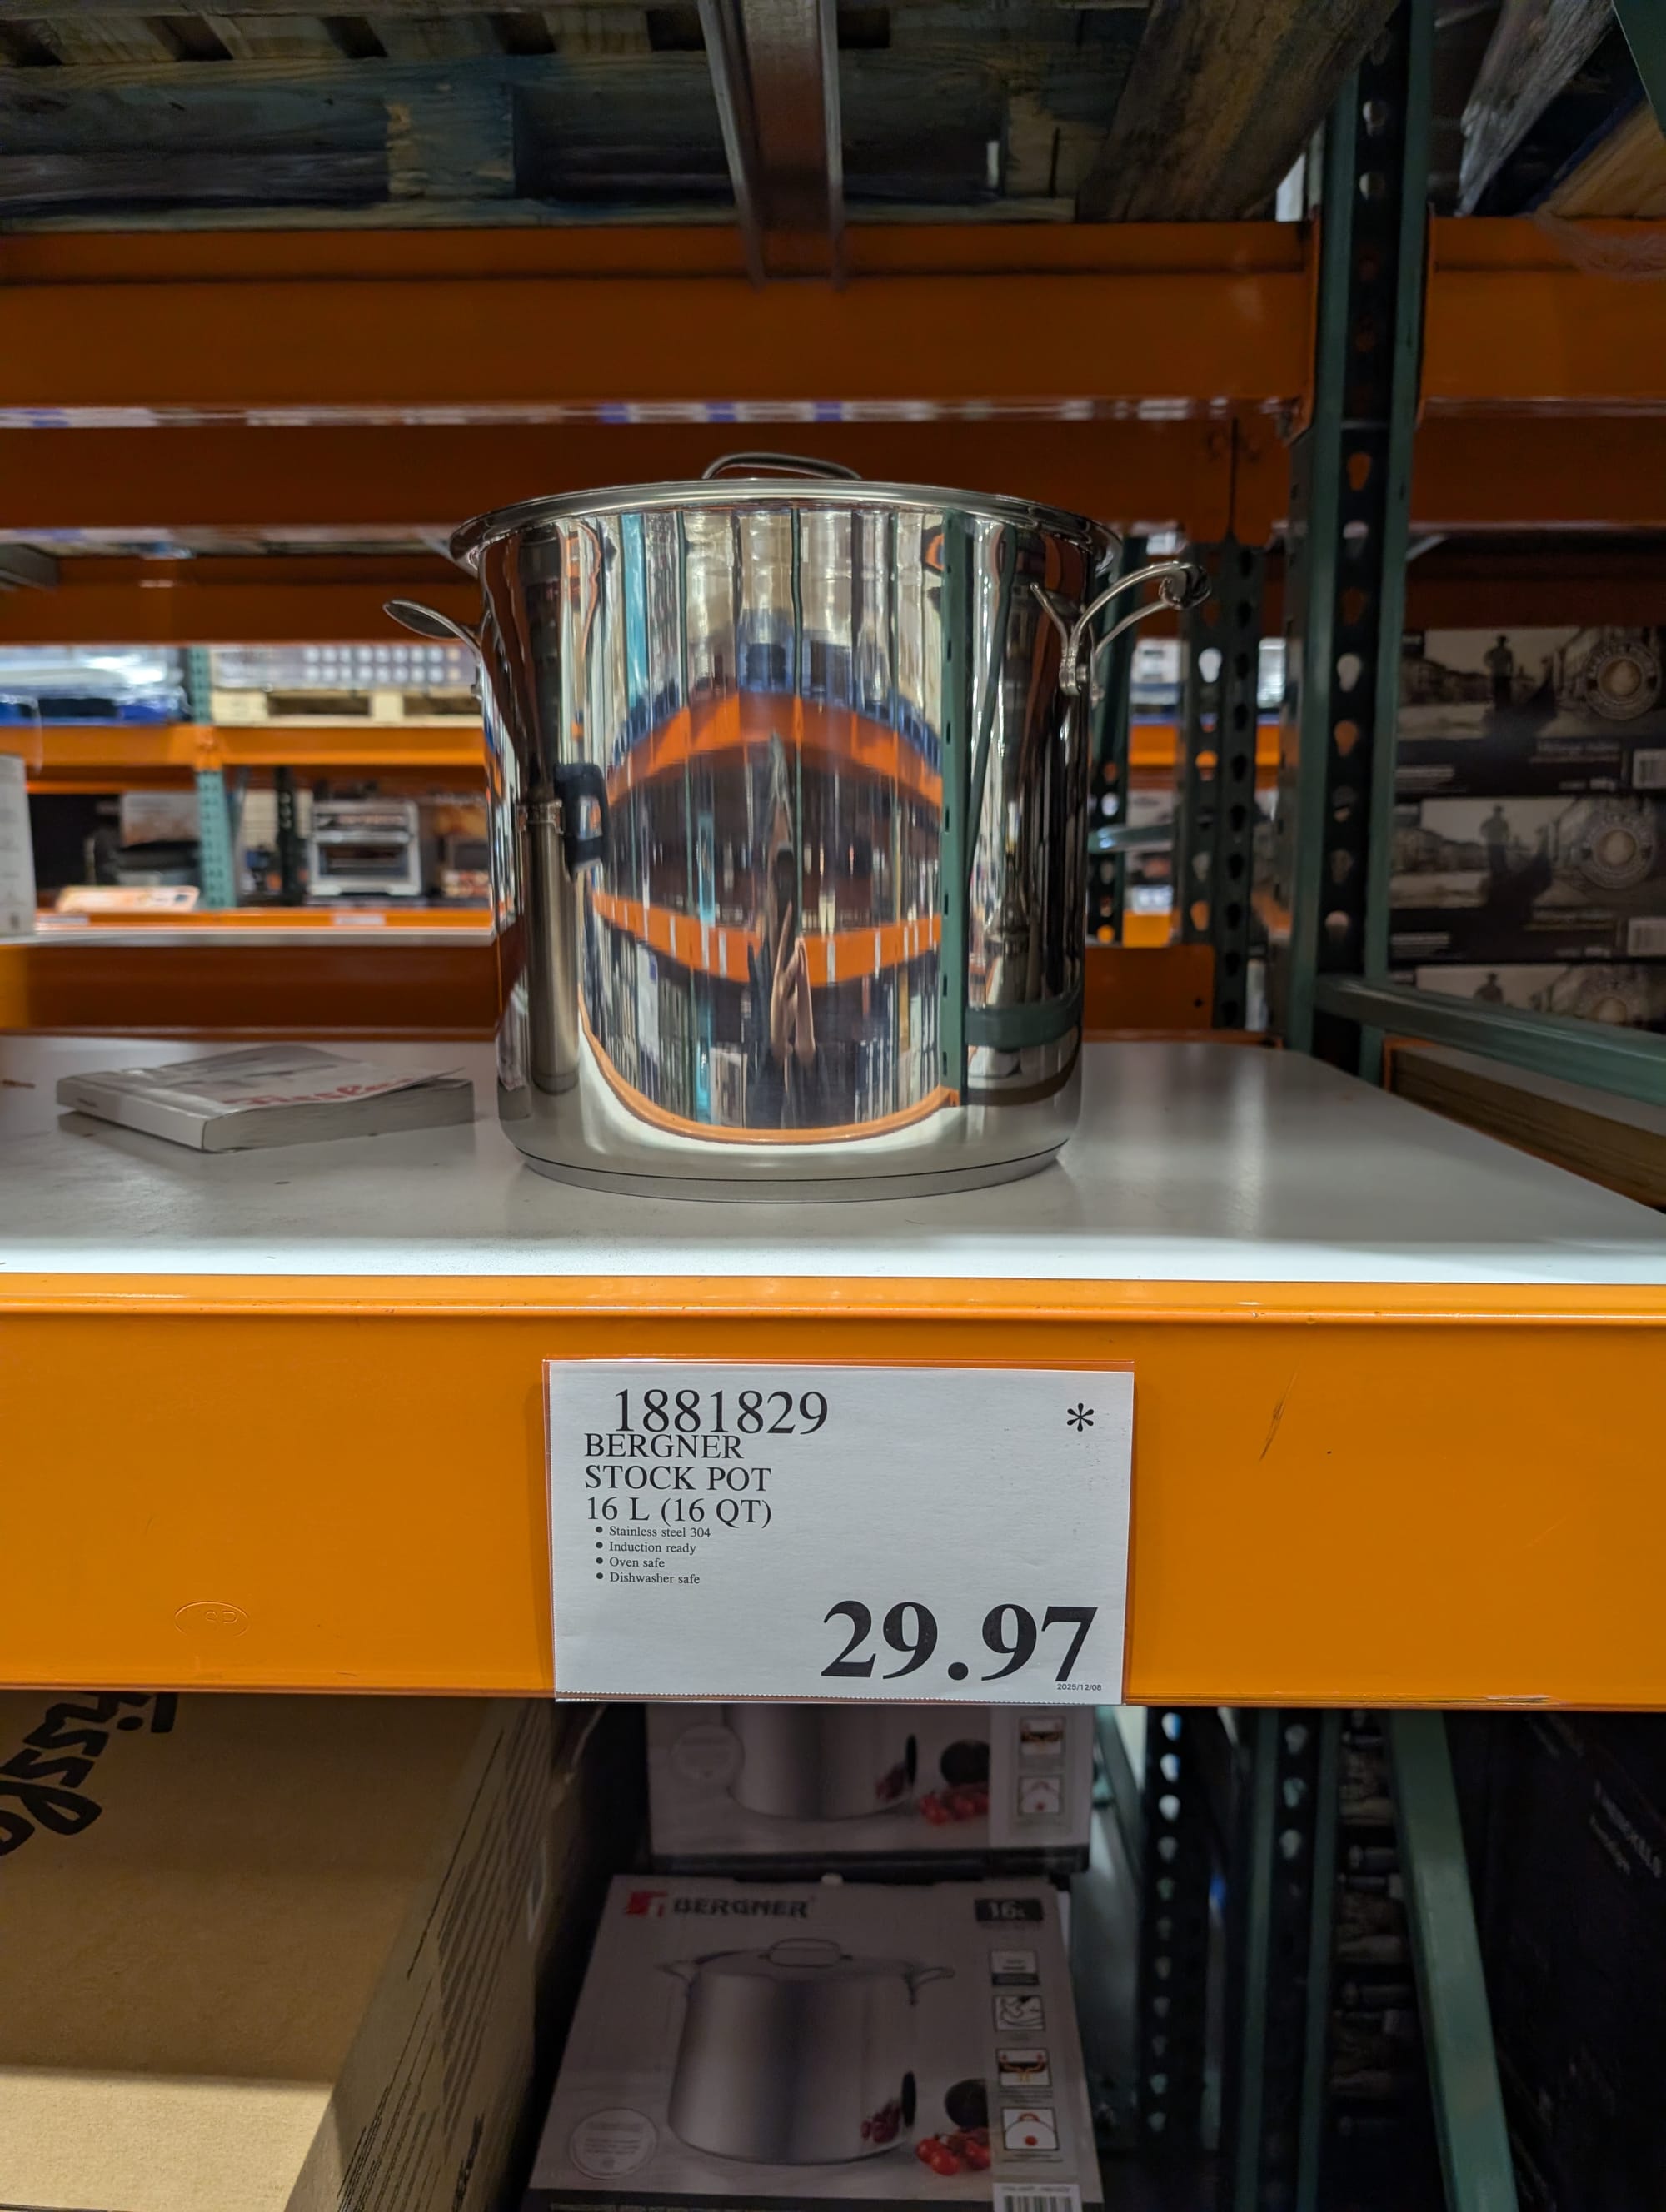 1881829
*
BERGNER
STOCK POT
16 L (16 QT)
• Stainless steel 304
• Induction ready
• Oven safe
• Dishwasher safe
29.97
2025/12/08
BERGNER
16L